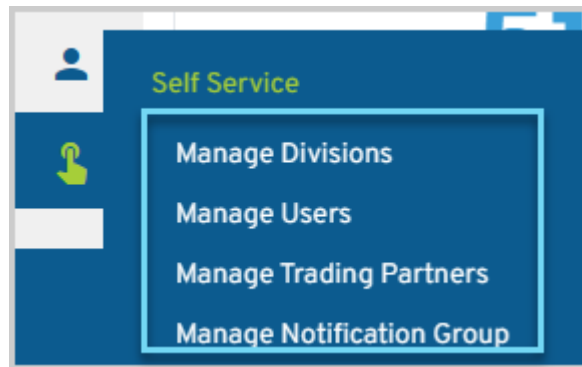 Self Service
Manage Divisions
Manage Users
Manage Trading Partners
Manage Notification Group